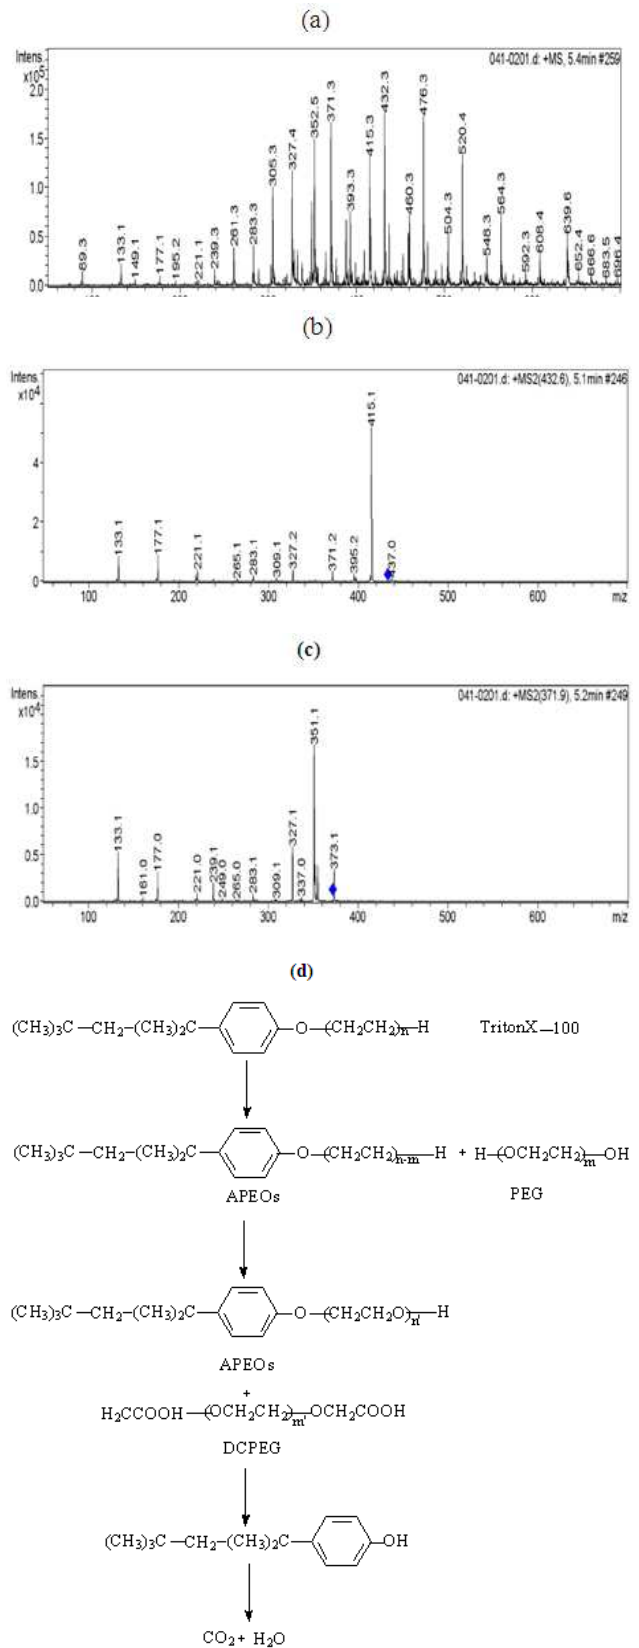 (a)
Intens.
x10⁵
041-0201.d: +MS, 5.4min #259
2.0
1.5
1.0
0.5
0.0
89.3
133.1
149.1
177.1
195.2
221.1
239.3
261.3
283.3
305.3
327.4
352.5
371.3
393.3
415.3
432.3
460.3
476.3
504.3
520.4
548.3
564.3
592.3
608.4
639.6
652.4
666.6
683.5
696.4
(b)
Intens.
x10⁴
041-0201.d: +MS2(432.6), 5.1min #246
4
2
0
133.1
177.1
221.1
265.1
283.1
309.1
327.2
371.2
395.2
415.1
437.0
100 200 300 400 500 600 m/z
(c)
Intens.
x10⁴
041-0201.d: +MS2(371.9), 5.2min #249
1.5
1.0
0.5
0.0
133.1
161.0
177.0
221.0
239.1
249.0
265.0
283.1
309.1
327.1
337.0
351.1
373.1
100 200 300 400 500 600 m/z
(d)
(CH₃)₃C—CH₂-(CH₃)₂C O—(CH₂CH₂)n—H TritonX—100
(CH₃)₃C—CH₂-(CH₃)₂C O—(CH₂CH₂)n-m—H + H—(OCH₂CH₂)m—OH
APEOs PEG
(CH₃)₃C—CH₂-(CH₃)₂C O—(CH₂CH₂O)n'—H
APEOs
+
H₂CCOOH—(OCH₂CH₂)m'—OCH₂COOH
DCPEG
(CH₃)₃C—CH₂-(CH₃)₂C OH
CO₂+ H₂O